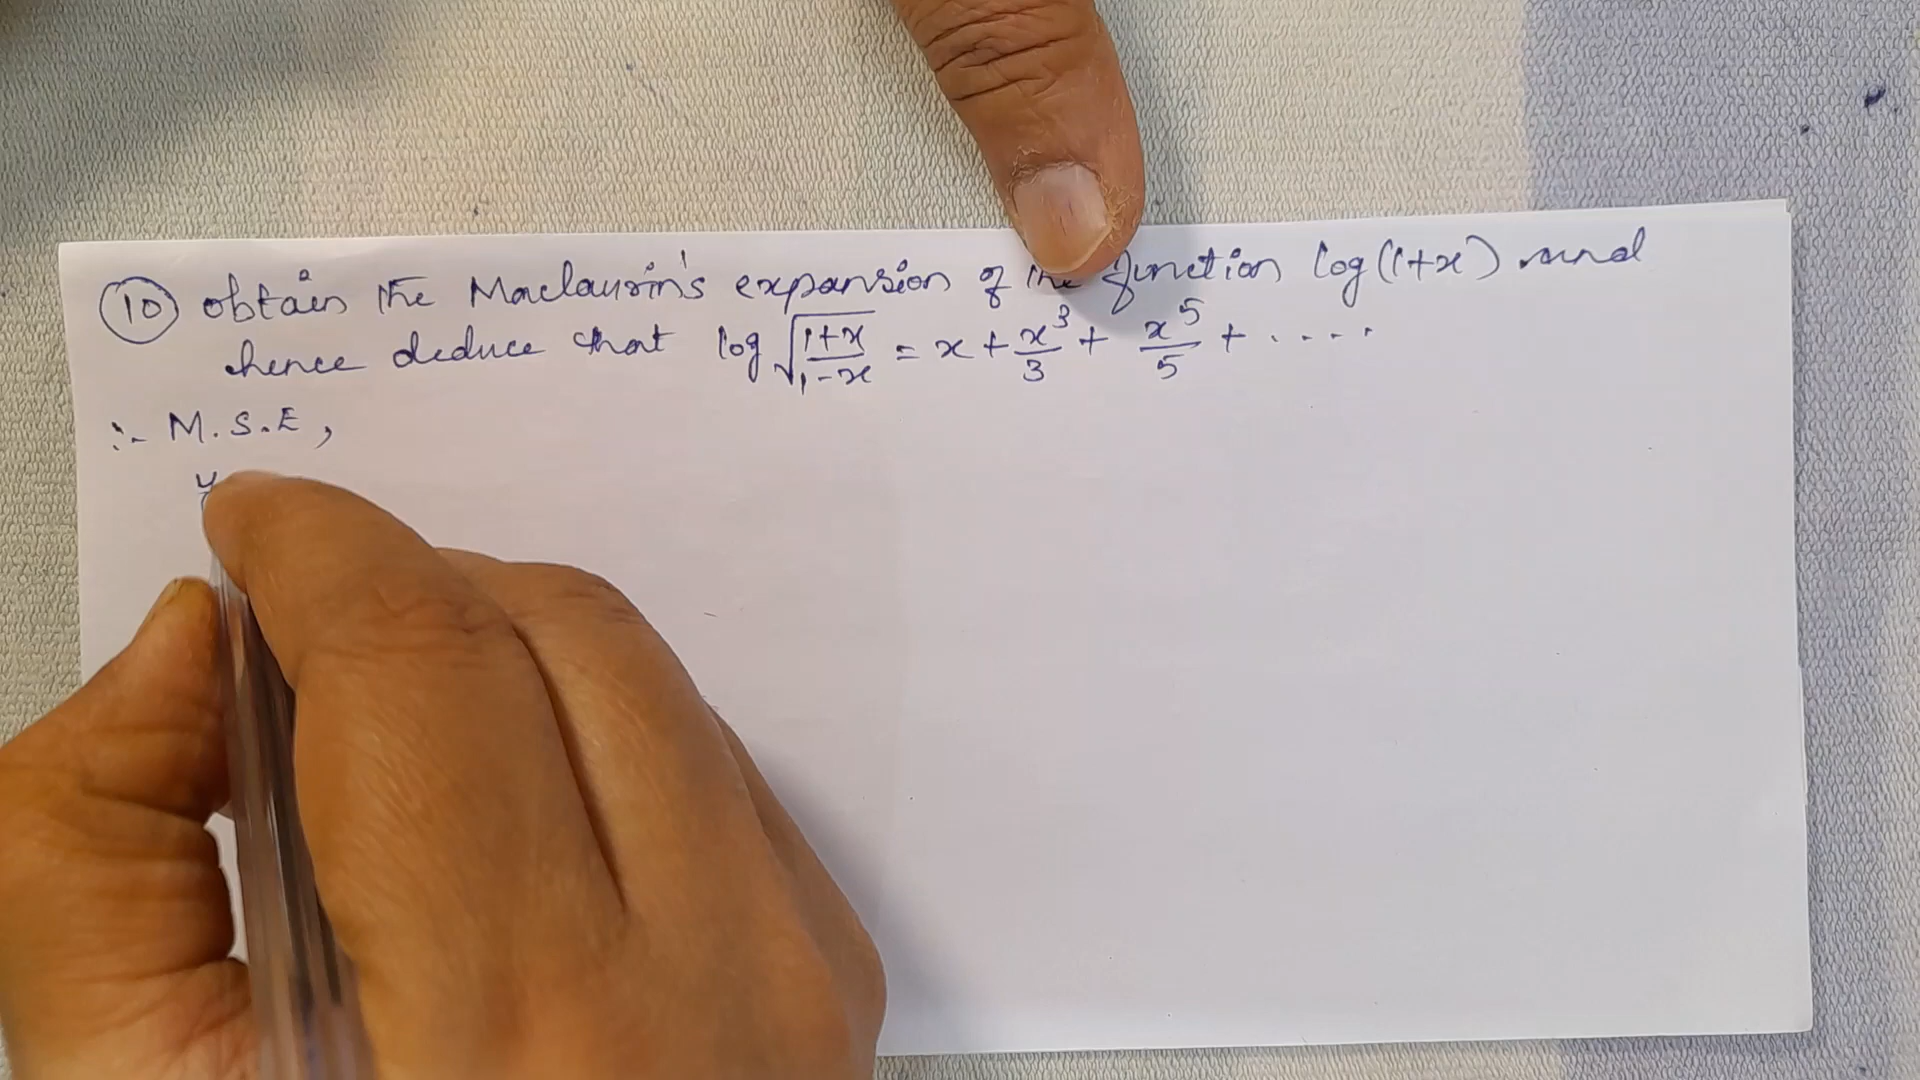 (10) obtain the Maclaurin's expansion of the function log(1+x) and
hence deduce that log √((1+x)/(1-x)) = x + x³/3 + x⁵/5 + .....
:- M.S.E,
y